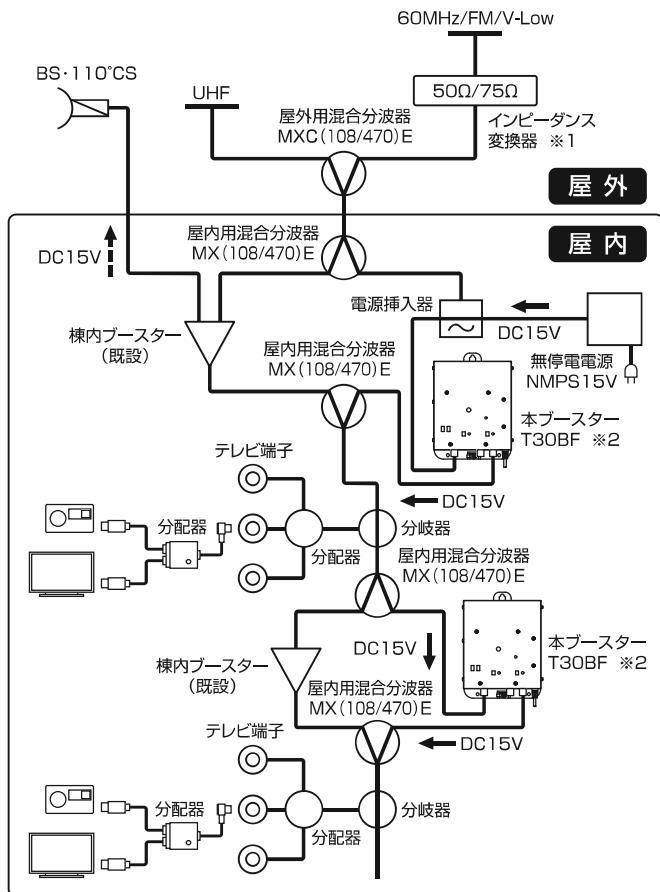 60MHz/FM/V-Low
BS・110°CS
UHF
50Ω/75Ω
屋外用混合分波器
MXC(108/470)E
インピーダンス
変換器 ※1
屋 外
屋 内
屋内用混合分波器
MX(108/470)E
DC15V
電源挿入器
DC15V
棟内ブースター
(既設)
屋内用混合分波器
MX(108/470)E
無停電電源
NMPS15V
本ブースター
T30BF ※2
テレビ端子
DC15V
分配器
分配器
分岐器
屋内用混合分波器
MX(108/470)E
DC15V
本ブースター
T30BF ※2
棟内ブースター
(既設)
屋内用混合分波器
MX(108/470)E
テレビ端子
DC15V
分配器
分配器
分岐器